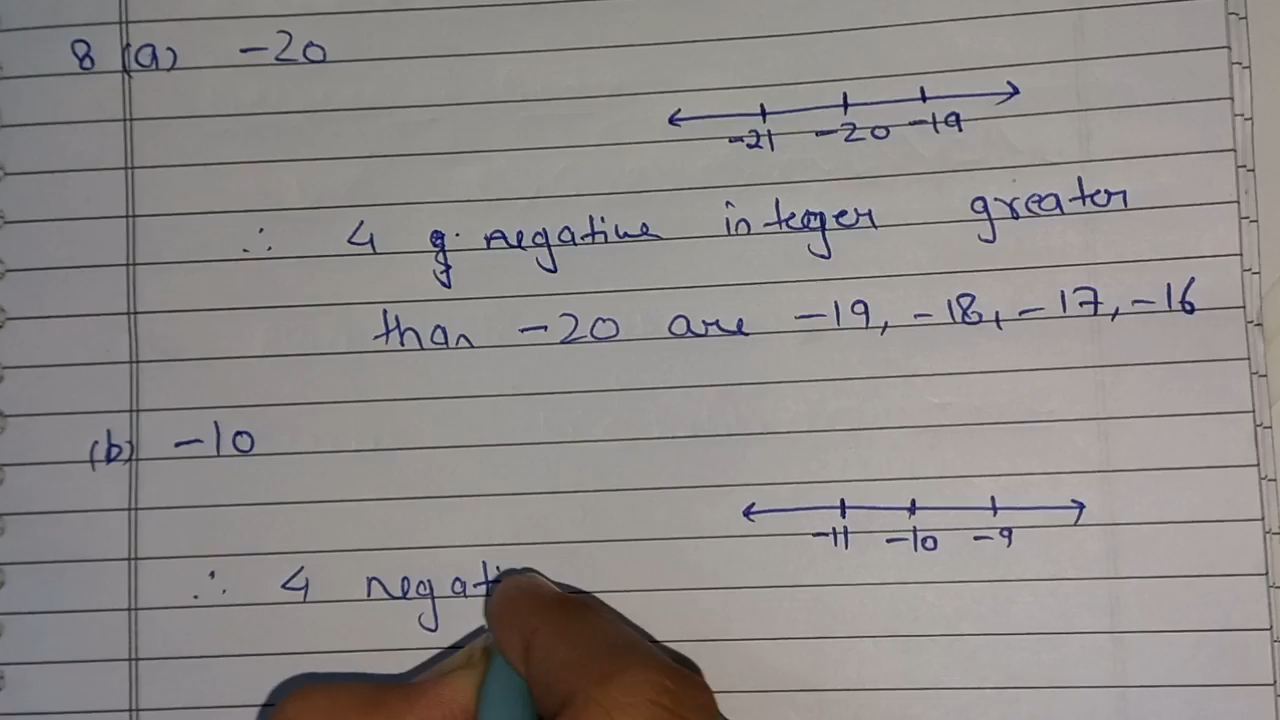 8 (a) -20
-21 -20 -19
∴ 4 g. negative integer greater
than -20 are -19, -18, -17, -16
(b) -10
-11 -10 -9
∴ 4 negati